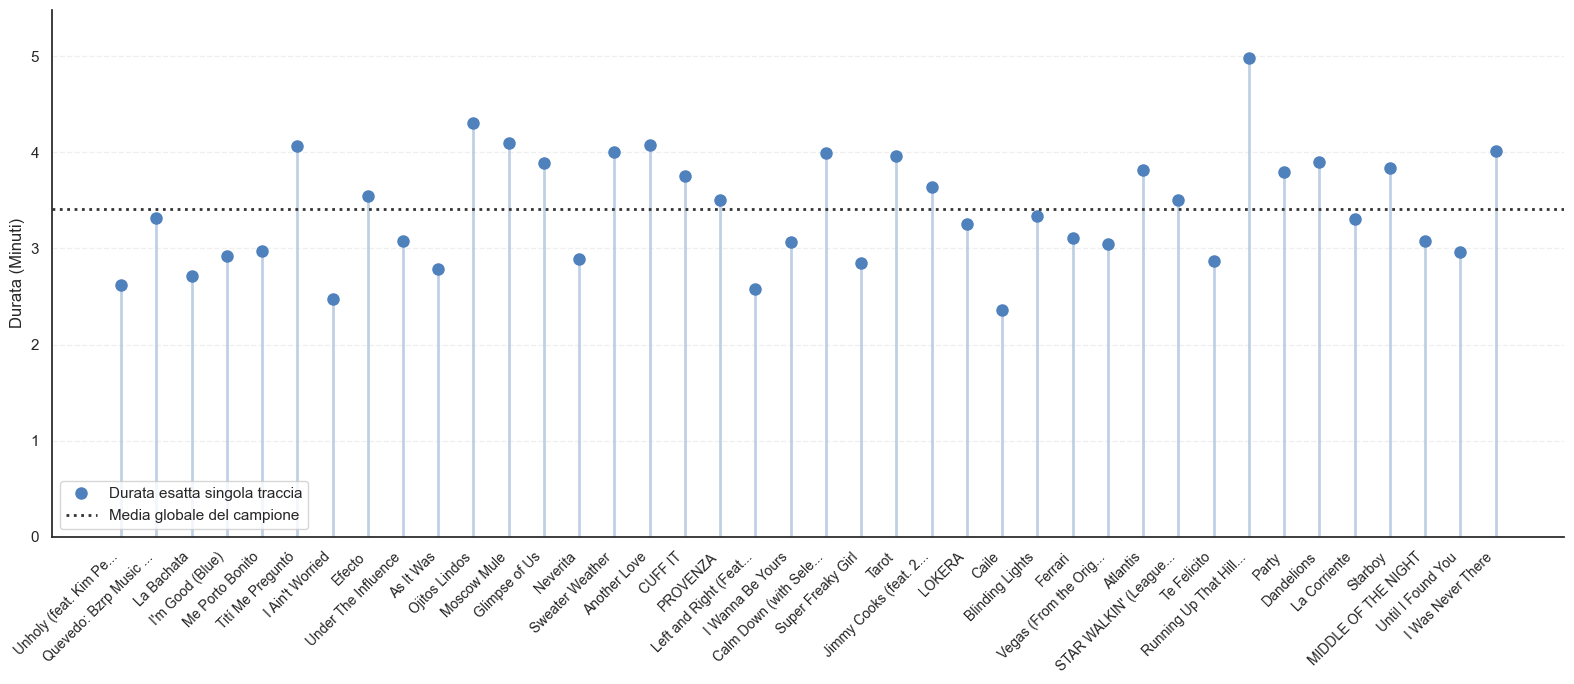 Durata (Minuti)
5
4
3
2
1
0
Durata esatta singola traccia
Media globale del campione
Unholy (feat. Kim Pe...
Quevedo: Bzrp Music ...
La Bachata
I'm Good (Blue)
Me Porto Bonito
Tití Me Preguntó
I Ain't Worried
Efecto
Under The Influence
As It Was
Ojitos Lindos
Moscow Mule
Glimpse of Us
Neverita
Sweater Weather
Another Love
CUFF IT
PROVENZA
Left and Right (Feat...
I Wanna Be Yours
Calm Down (with Sele...
Super Freaky Girl
Tarot
Jimmy Cooks (feat. 2...
LOKERA
Caile
Blinding Lights
Ferrari
Vegas (From the Orig...
Atlantis
STAR WALKIN' (League...
Te Felicito
Running Up That Hill...
Party
Dandelions
La Corriente
Starboy
MIDDLE OF THE NIGHT
Until I Found You
I Was Never There